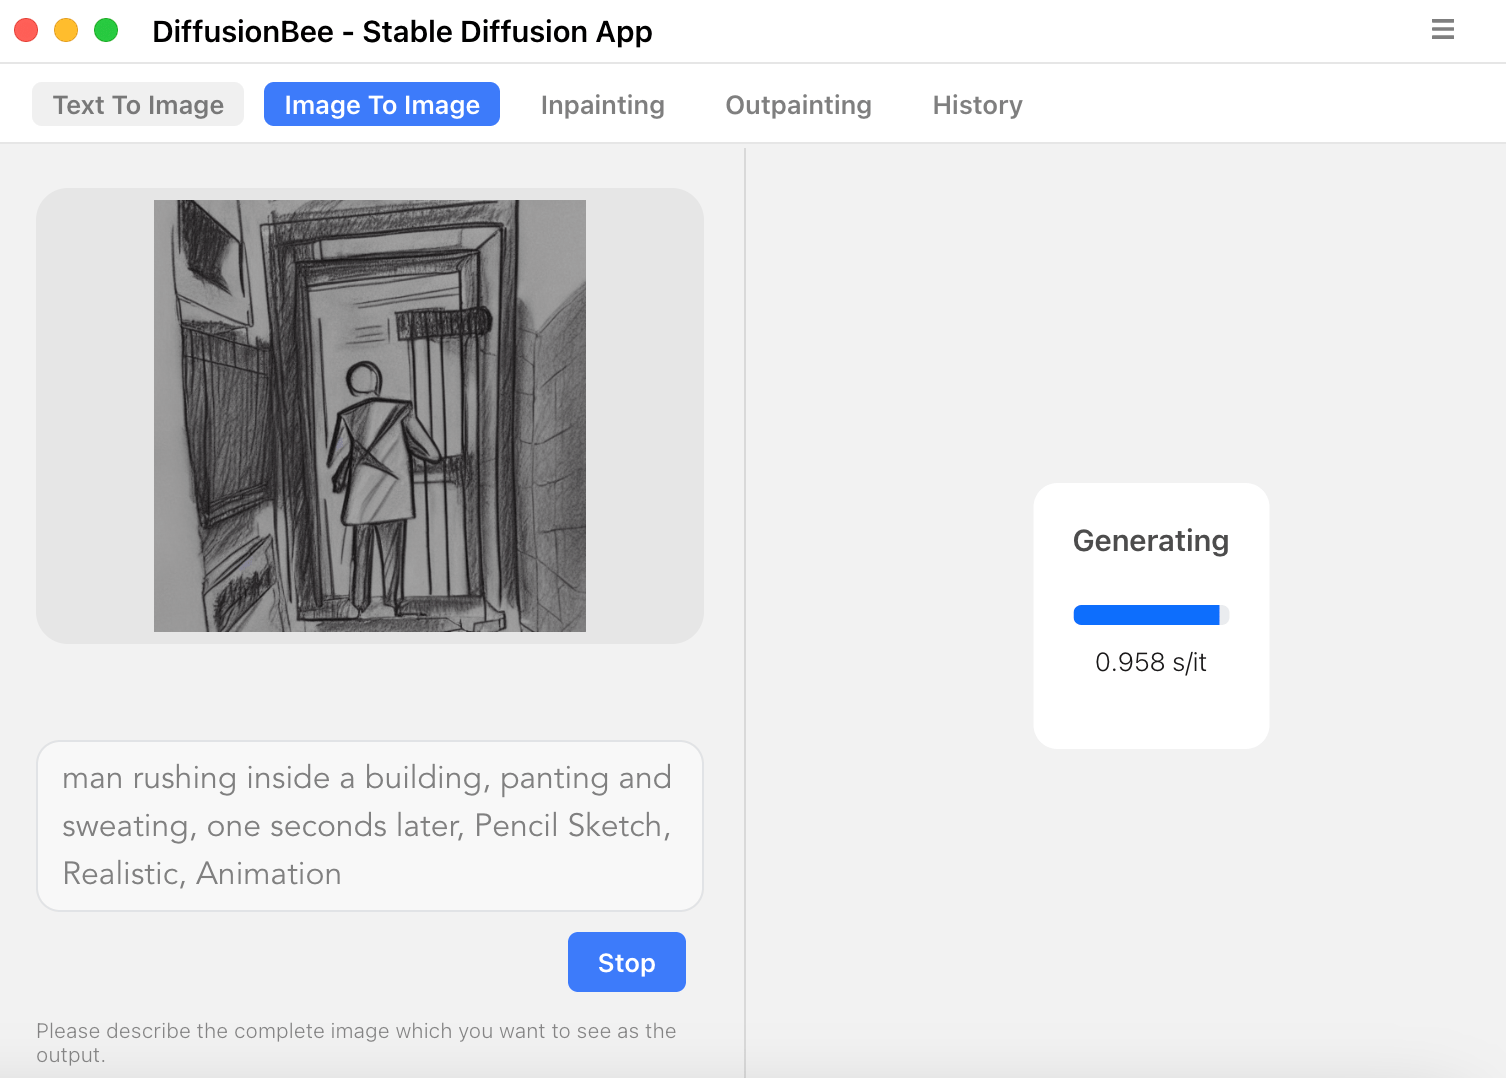 DiffusionBee - Stable Diffusion App
Text To Image
Image To Image
Inpainting
Outpainting
History
Generating
0.958 s/it
man rushing inside a building, panting and
sweating, one seconds later, Pencil Sketch,
Realistic, Animation
Stop
Please describe the complete image which you want to see as the
output.